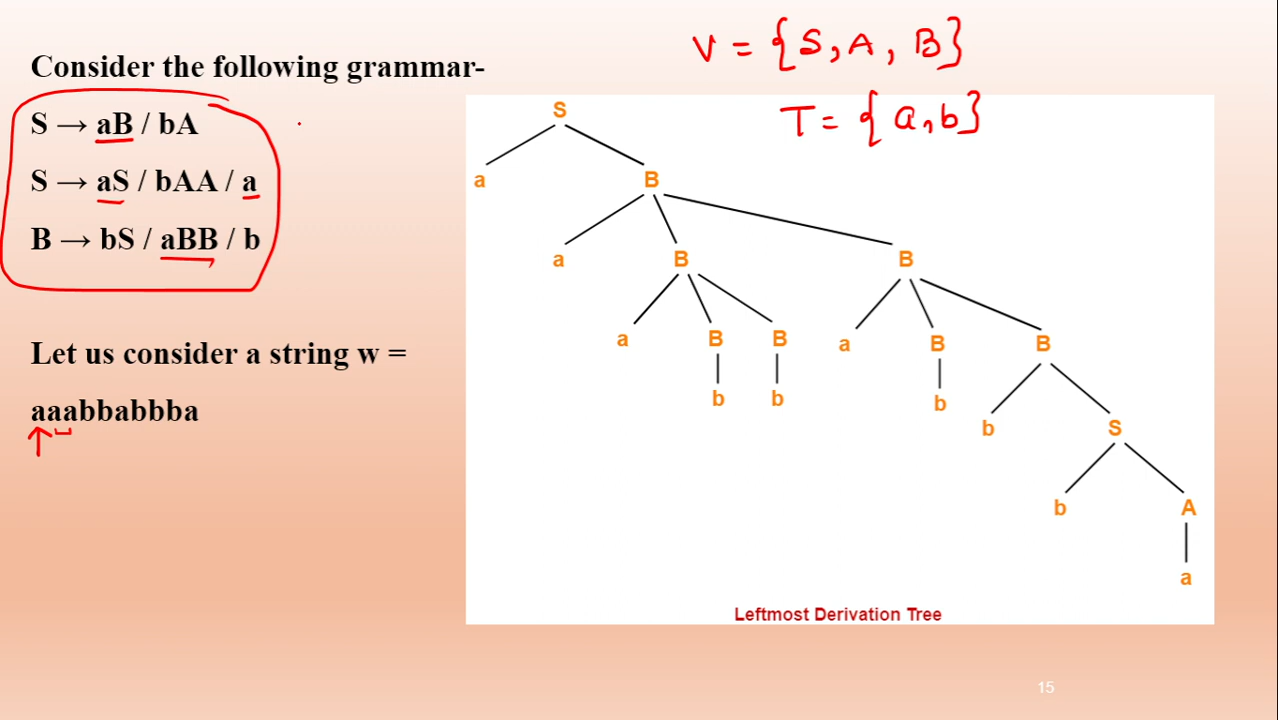 V = {S, A, B}
Consider the following grammar-
S → aB / bA
T = {a, b}
S → aS / bAA / a
B → bS / aBB / b
Let us consider a string w =
aaabbabbba
S
a B
a B B
a B B a B B
b b b b S
b A
a
Leftmost Derivation Tree
15